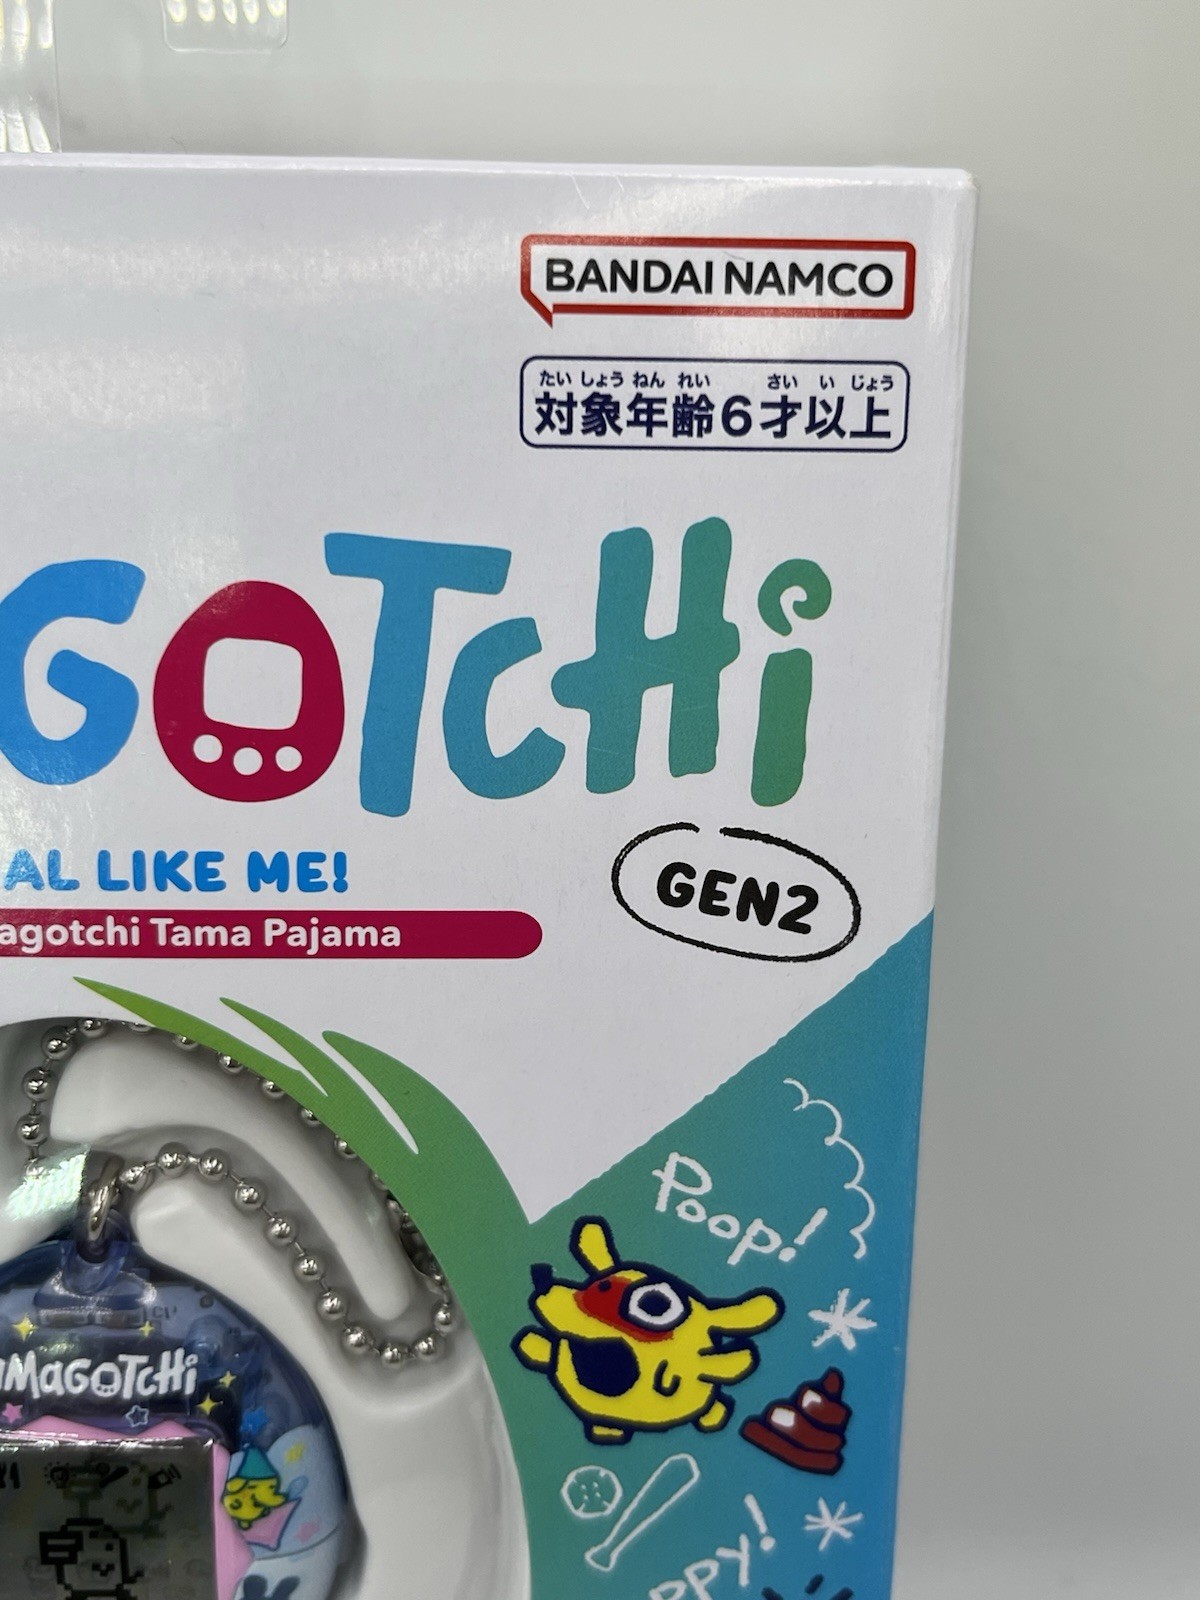 BANDAI NAMCO
たい しょう ねん れい さい い じょう
対象年齢6才以上
GOTCHi
AL LIKE ME!
GEN2
agotchi Tama Pajama
Poop!
MAGOTCHi
PPY!